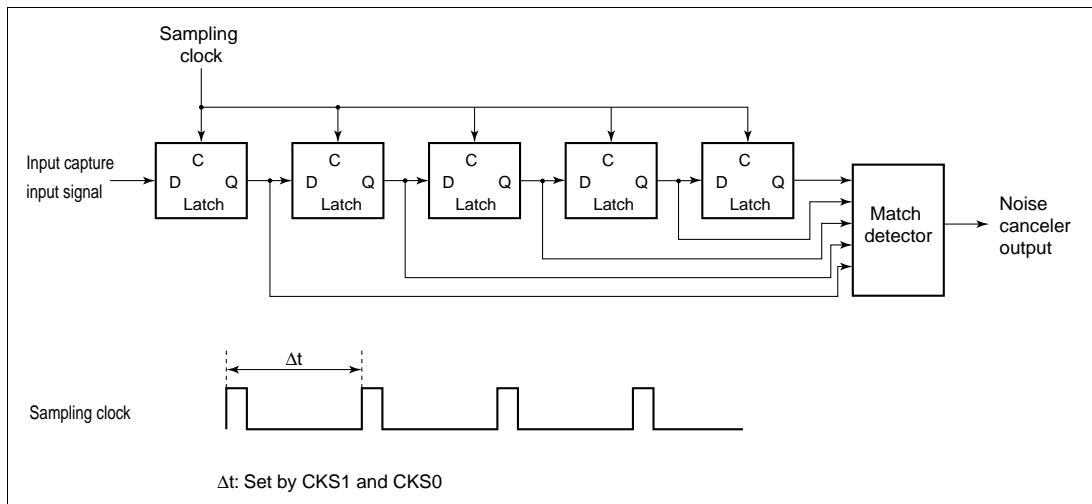 Sampling
clock
Input capture
input signal
C
D Q
Latch
C
D Q
Latch
C
D Q
Latch
C
D Q
Latch
C
D Q
Latch
Match
detector
Noise
canceler
output
Δt
Sampling clock
Δt: Set by CKS1 and CKS0